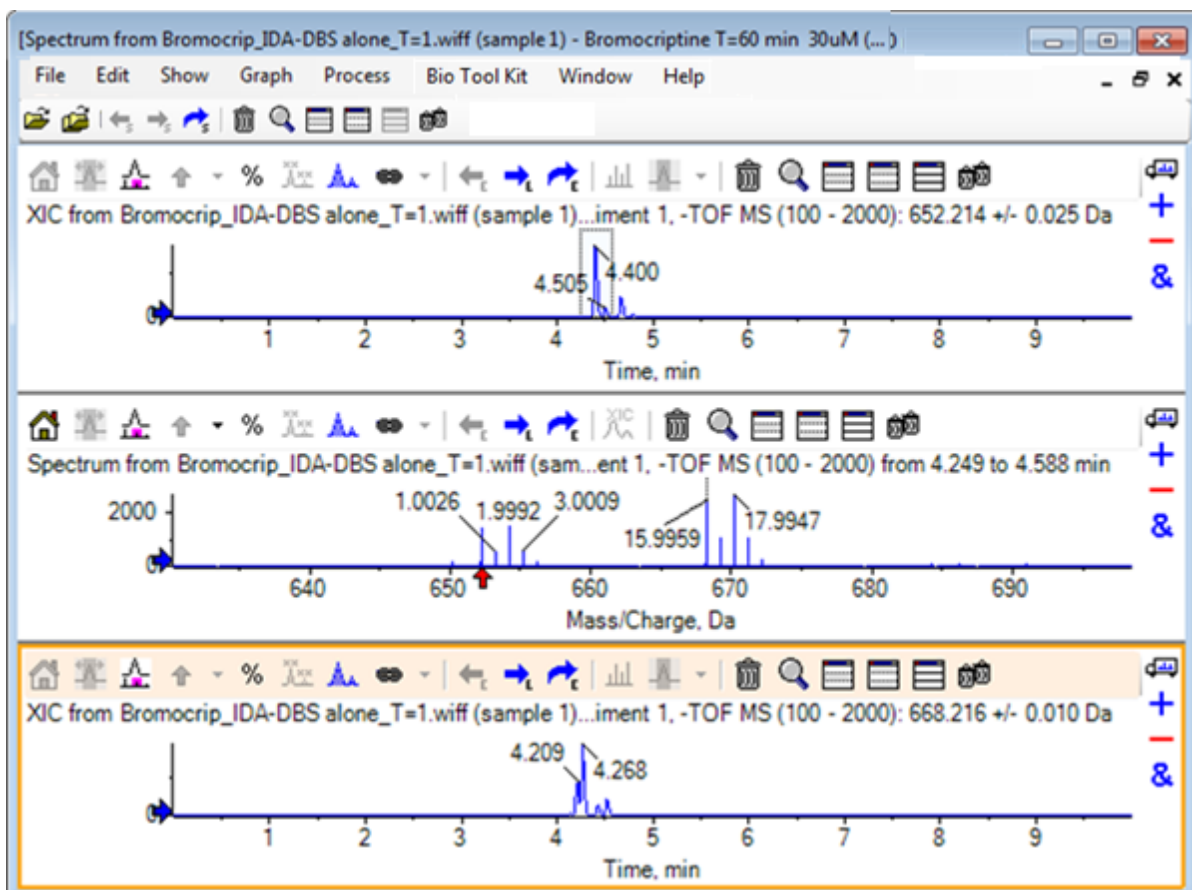 [Spectrum from Bromocrip_IDA-DBS alone_T=1.wiff (sample 1) - Bromocriptine T=60 min 30uM (...)
File Edit Show Graph Process Bio Tool Kit Window Help
%
XIC from Bromocrip_IDA-DBS alone_T=1.wiff (sample 1)...iment 1, -TOF MS (100 - 2000): 652.214 +/- 0.025 Da
+
&
4.505 4.400
0
1 2 3 4 5 6 7 8 9
Time, min
% XIC
Spectrum from Bromocrip_IDA-DBS alone_T=1.wiff (sam...ent 1, -TOF MS (100 - 2000) from 4.249 to 4.588 min
+
&
2000 1.0026 1.9992 3.0009 15.9959 17.9947
0
640 650 660 670 680 690
Mass/Charge, Da
%
XIC from Bromocrip_IDA-DBS alone_T=1.wiff (sample 1)...iment 1, -TOF MS (100 - 2000): 668.216 +/- 0.010 Da
+
&
4.209 4.268
0
1 2 3 4 5 6 7 8 9
Time, min